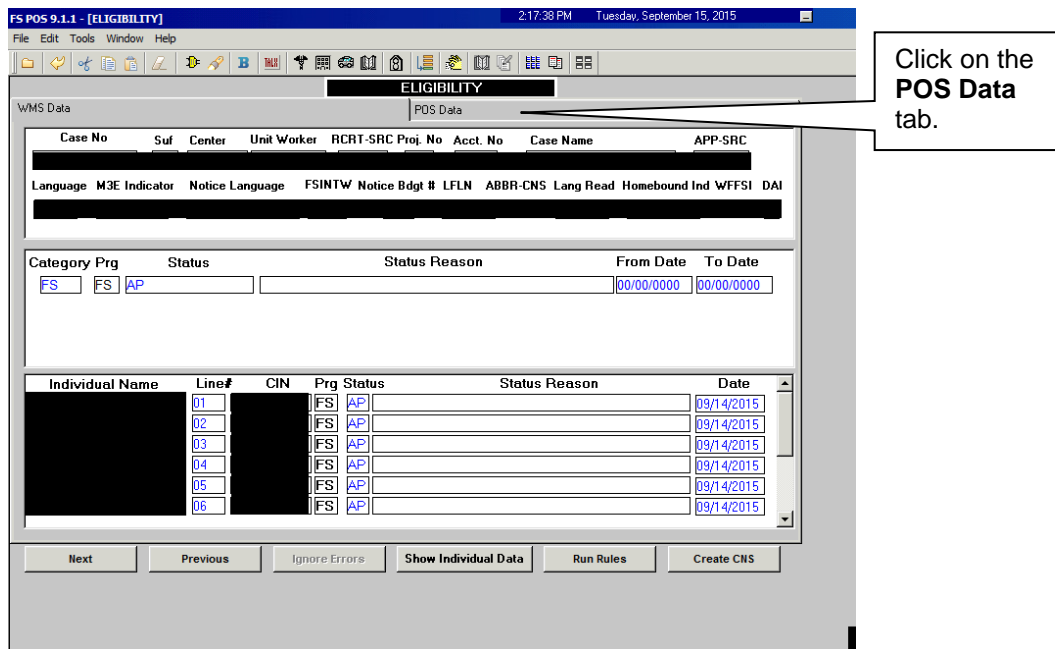 FS POS 9.1.1 - [ELIGIBILITY] 2:17:38 PM Tuesday, September 15, 2015
File Edit Tools Window Help
ELIGIBILITY
WMS Data POS Data
Click on the
POS Data
tab.
Case No Suf Center Unit Worker RCRT-SRC Proj. No Acct. No Case Name APP-SRC
Language M3E Indicator Notice Language FSINTW Notice Bdgt # LFLN ABBR-CNS Lang Read Homebound Ind WFFSI DAI
Category Prg Status Status Reason From Date To Date
FS FS AP 00/00/0000 00/00/0000
Individual Name Line# CIN Prg Status Status Reason Date
01 FS AP 09/14/2015
02 FS AP 09/14/2015
03 FS AP 09/14/2015
04 FS AP 09/14/2015
05 FS AP 09/14/2015
06 FS AP 09/14/2015
Next Previous Ignore Errors Show Individual Data Run Rules Create CNS